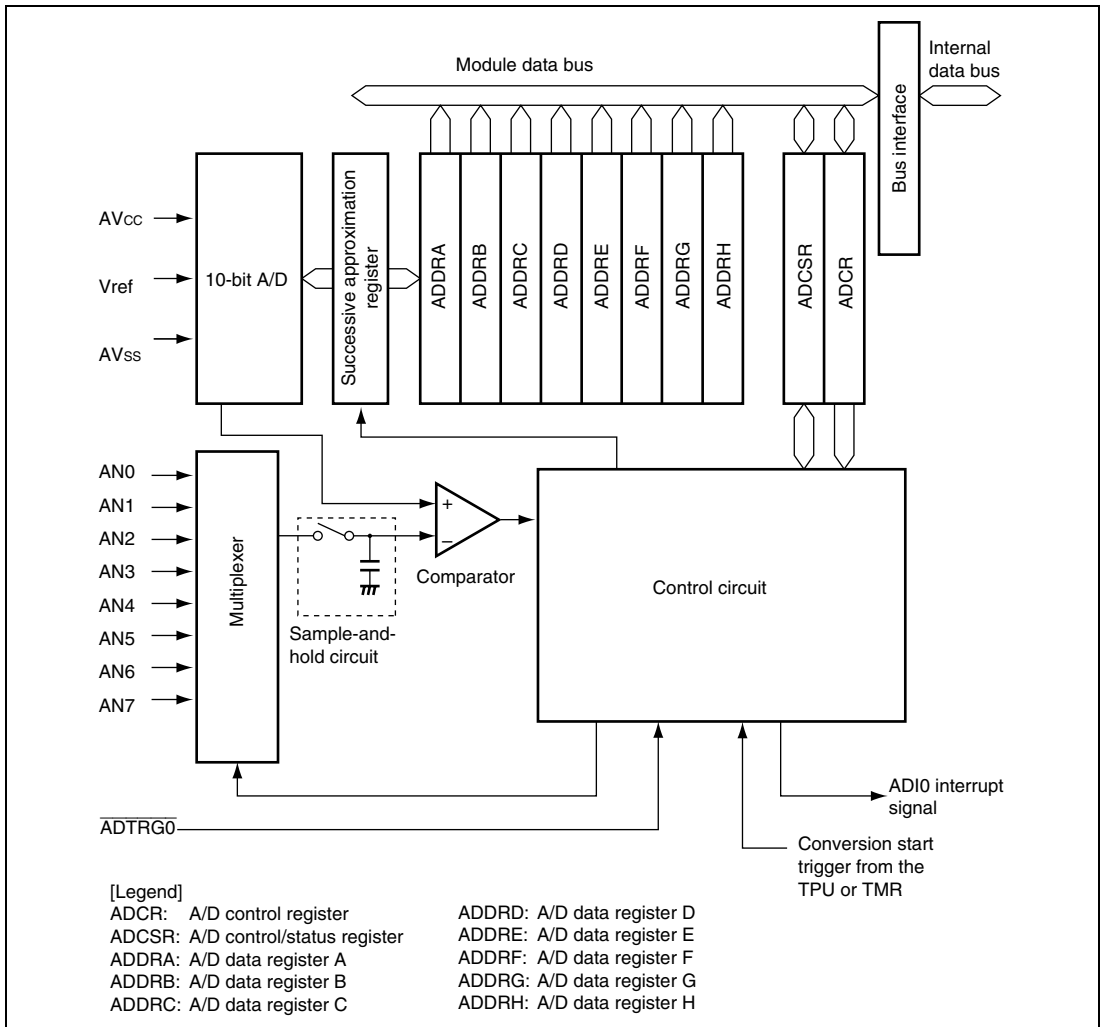 Module data bus
Internal
data bus
Bus interface
AVCC
Vref
AVSS
10-bit A/D
Successive approximation
register
ADDRA
ADDRB
ADDRC
ADDRD
ADDRE
ADDRF
ADDRG
ADDRH
ADCSR
ADCR
AN0
AN1
AN2
AN3
AN4
AN5
AN6
AN7
Multiplexer
+
−
Comparator
Sample-and-
hold circuit
Control circuit
ADI0 interrupt
signal
ADTRG0
Conversion start
trigger from the
TPU or TMR
[Legend]
ADCR: A/D control register
ADCSR: A/D control/status register
ADDRA: A/D data register A
ADDRB: A/D data register B
ADDRC: A/D data register C
ADDRD: A/D data register D
ADDRE: A/D data register E
ADDRF: A/D data register F
ADDRG: A/D data register G
ADDRH: A/D data register H